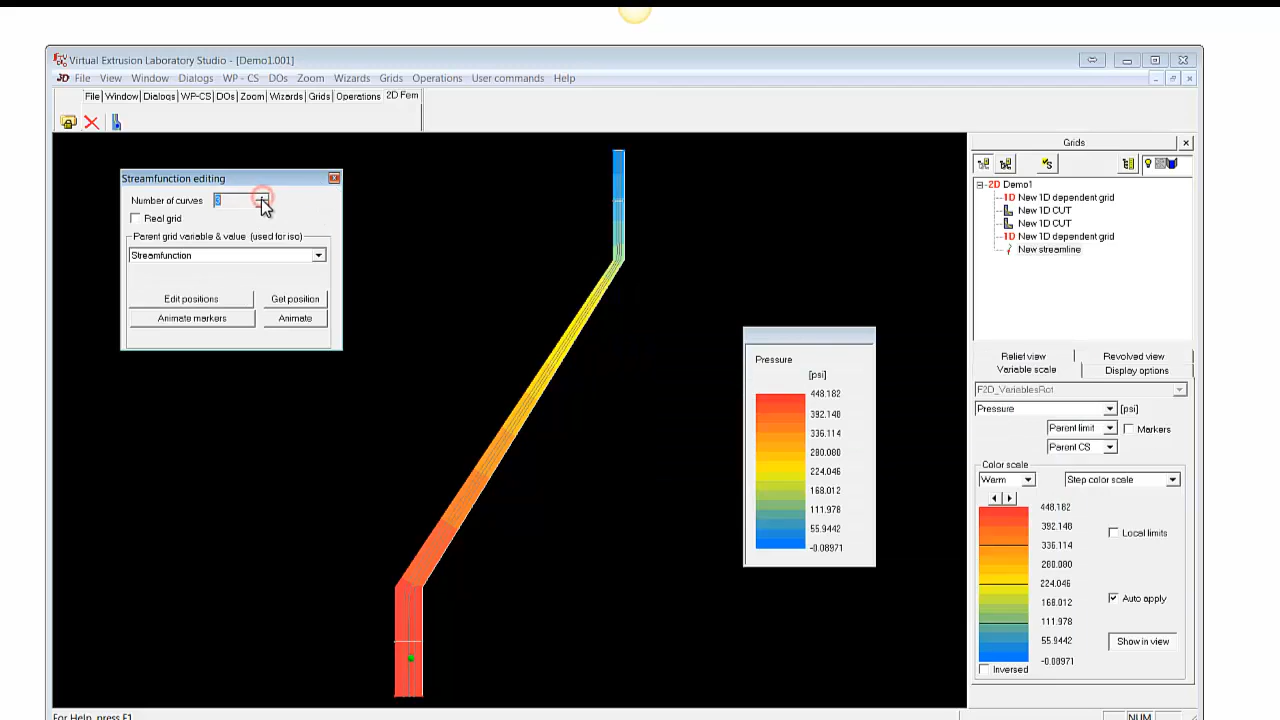 Virtual Extrusion Laboratory Studio - [Demo1.001]
File View Window Dialogs WP - CS DOs Zoom Wizards Grids Operations User commands Help
File Window Dialogs WP-CS DOs Zoom Wizards Grids Operations 2D Fem
Streamfunction editing
Number of curves 3
Real grid
Parent grid variable & value (used for iso)
Streamfunction
Edit positions Get position
Animate markers Animate
Pressure
[psi]
448.182
392.148
336.114
280.080
224.046
168.012
111.978
55.9442
-0.08971
Grids
2D Demo1
1D New 1D dependent grid
New 1D CUT
New 1D CUT
1D New 1D dependent grid
New streamline
Relief view Revolved view
Variable scale Display options
F2D_VariablesRct
Pressure [psi]
Parent limit Markers
Parent CS
Color scale
Warm Step color scale
448.182
392.148
336.114
280.080
224.046
168.012
111.978
55.9442
-0.08971
Local limits
Auto apply
Show in view
Inversed
For Help, press F1
NUM